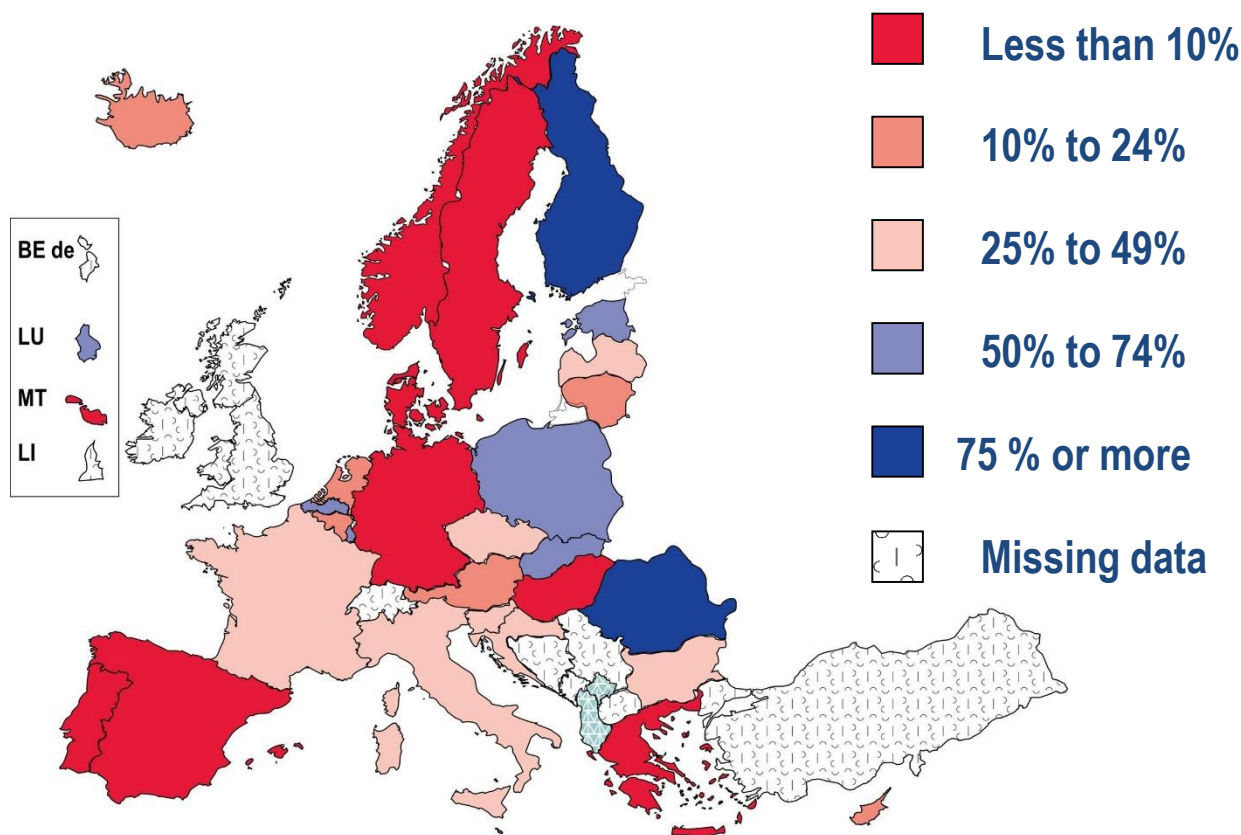 Less than 10%
10% to 24%
25% to 49%
50% to 74%
75 % or more
Missing data
BE de
LU
MT
LI